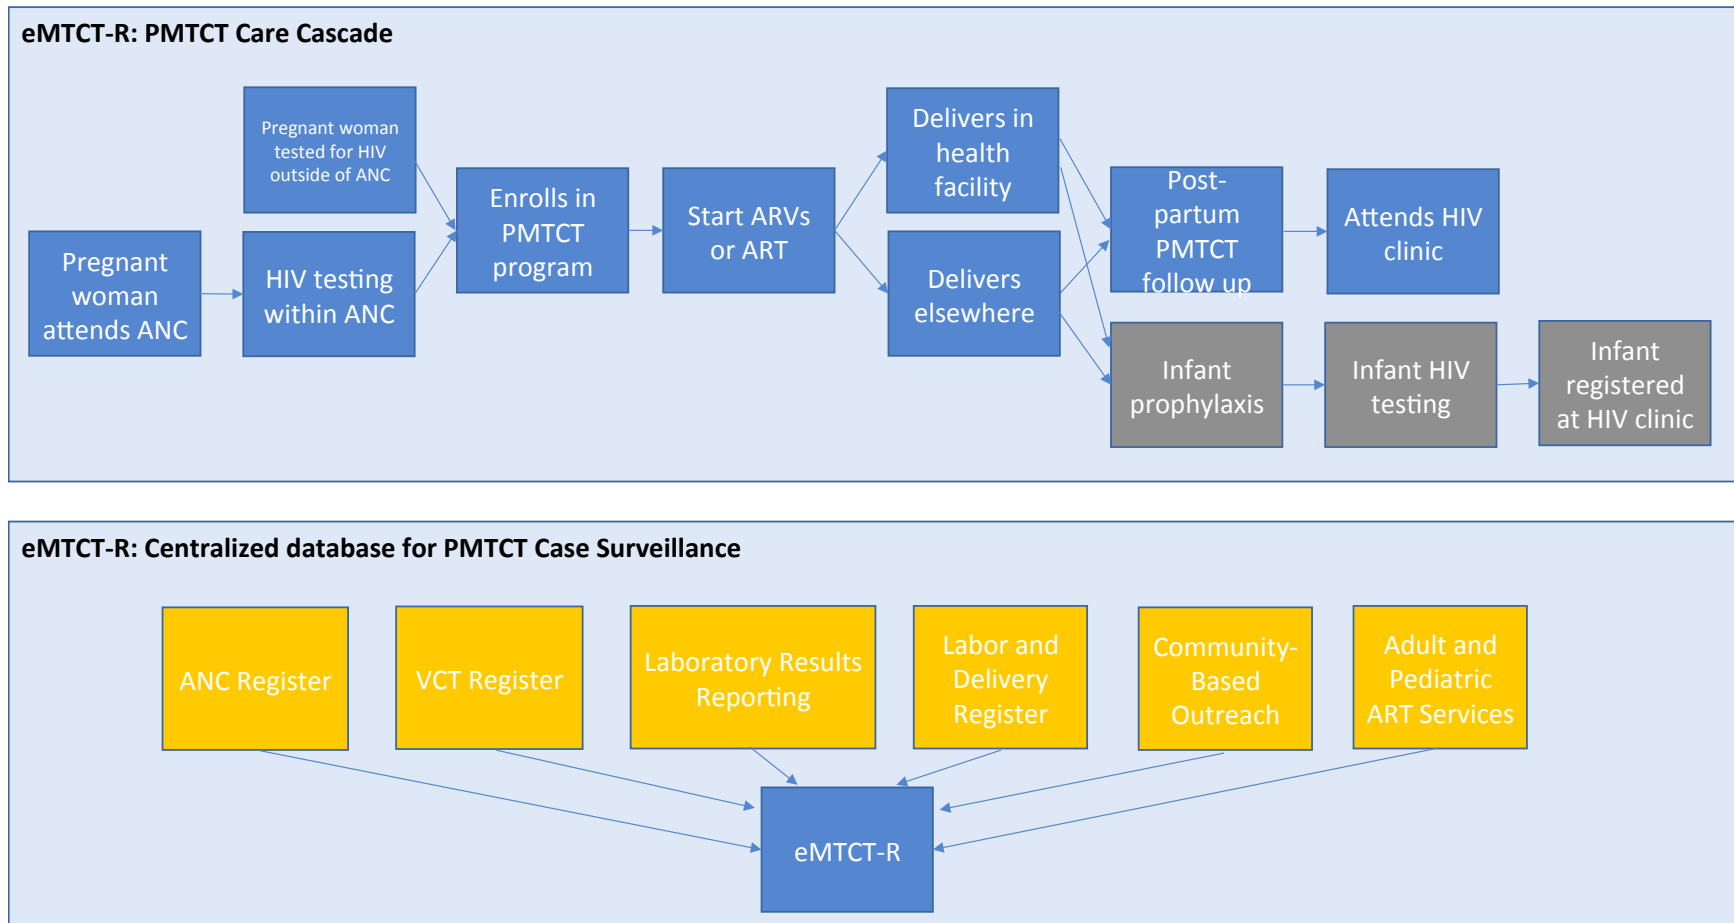 eMTCT-R: PMTCT Care Cascade
Pregnant woman
tested for HIV
outside of ANC
Pregnant
woman
attends ANC
HIV testing
within ANC
Enrolls in
PMTCT
program
Start ARVs
or ART
Delivers in
health
facility
Delivers
elsewhere
Post-
partum
PMTCT
follow up
Attends HIV
clinic
Infant
prophylaxis
Infant HIV
testing
Infant
registered
at HIV clinic
eMTCT-R: Centralized database for PMTCT Case Surveillance
ANC Register
VCT Register
Laboratory Results
Reporting
Labor and
Delivery
Register
Community-
Based
Outreach
Adult and
Pediatric
ART Services
eMTCT-R